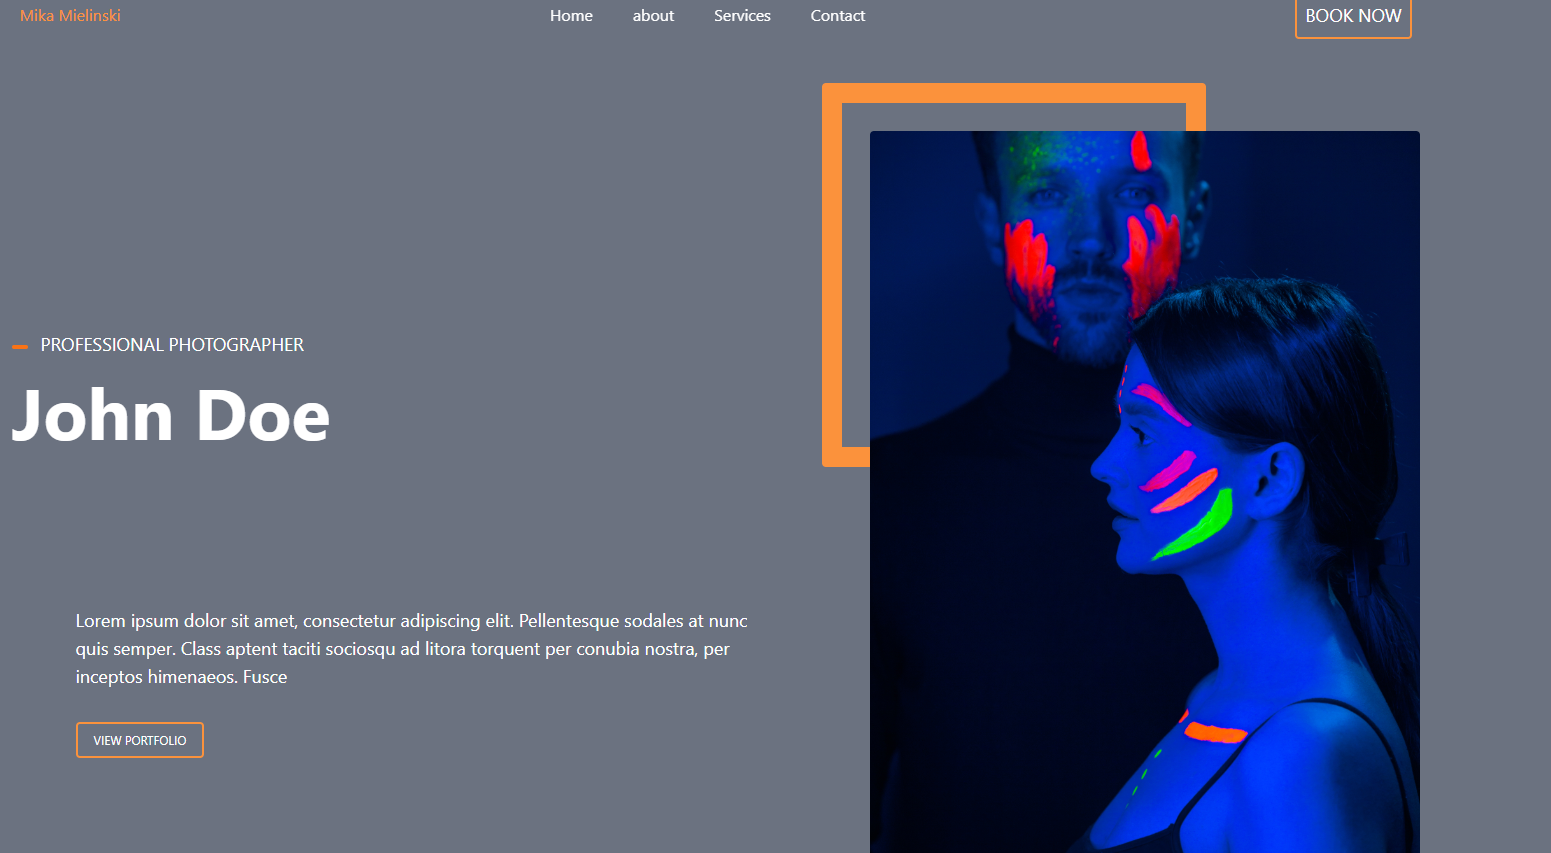 Mika Mielinski
Home about Services Contact
BOOK NOW
PROFESSIONAL PHOTOGRAPHER
John Doe
Lorem ipsum dolor sit amet, consectetur adipiscing elit. Pellentesque sodales at nunc
quis semper. Class aptent taciti sociosqu ad litora torquent per conubia nostra, per
inceptos himenaeos. Fusce
VIEW PORTFOLIO